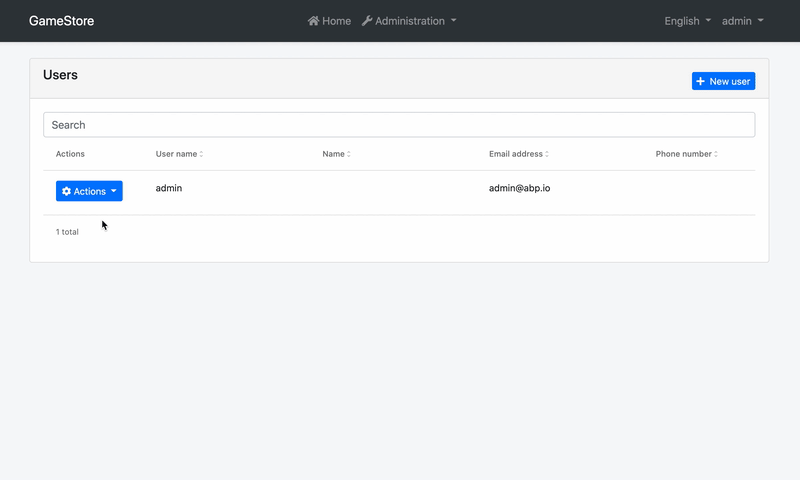 GameStore Home Administration English admin
Users
New user
Search
Actions User name Name Email address Phone number
Actions admin admin@abp.io
1 total